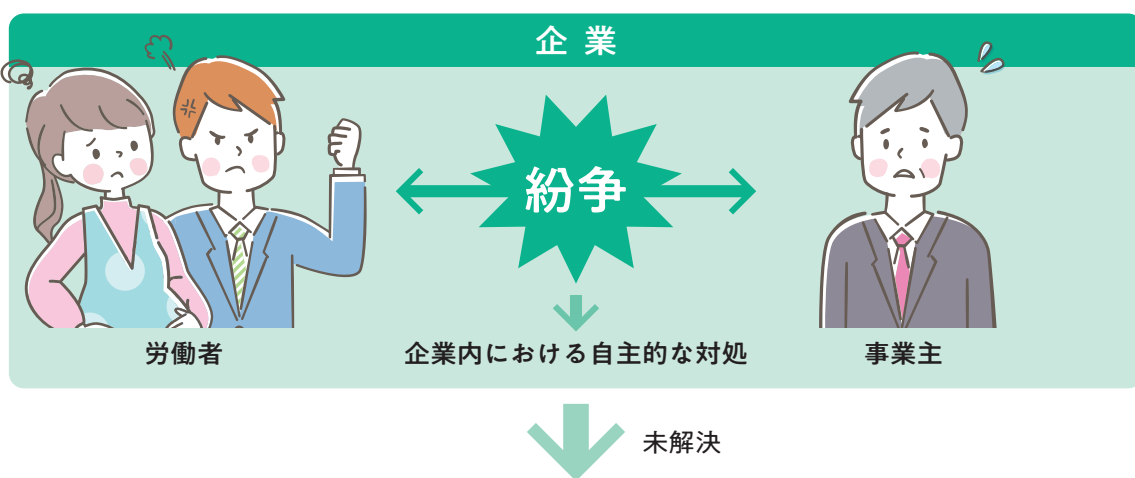 企業
紛争
労働者
企業内における自主的な対処
事業主
未解決